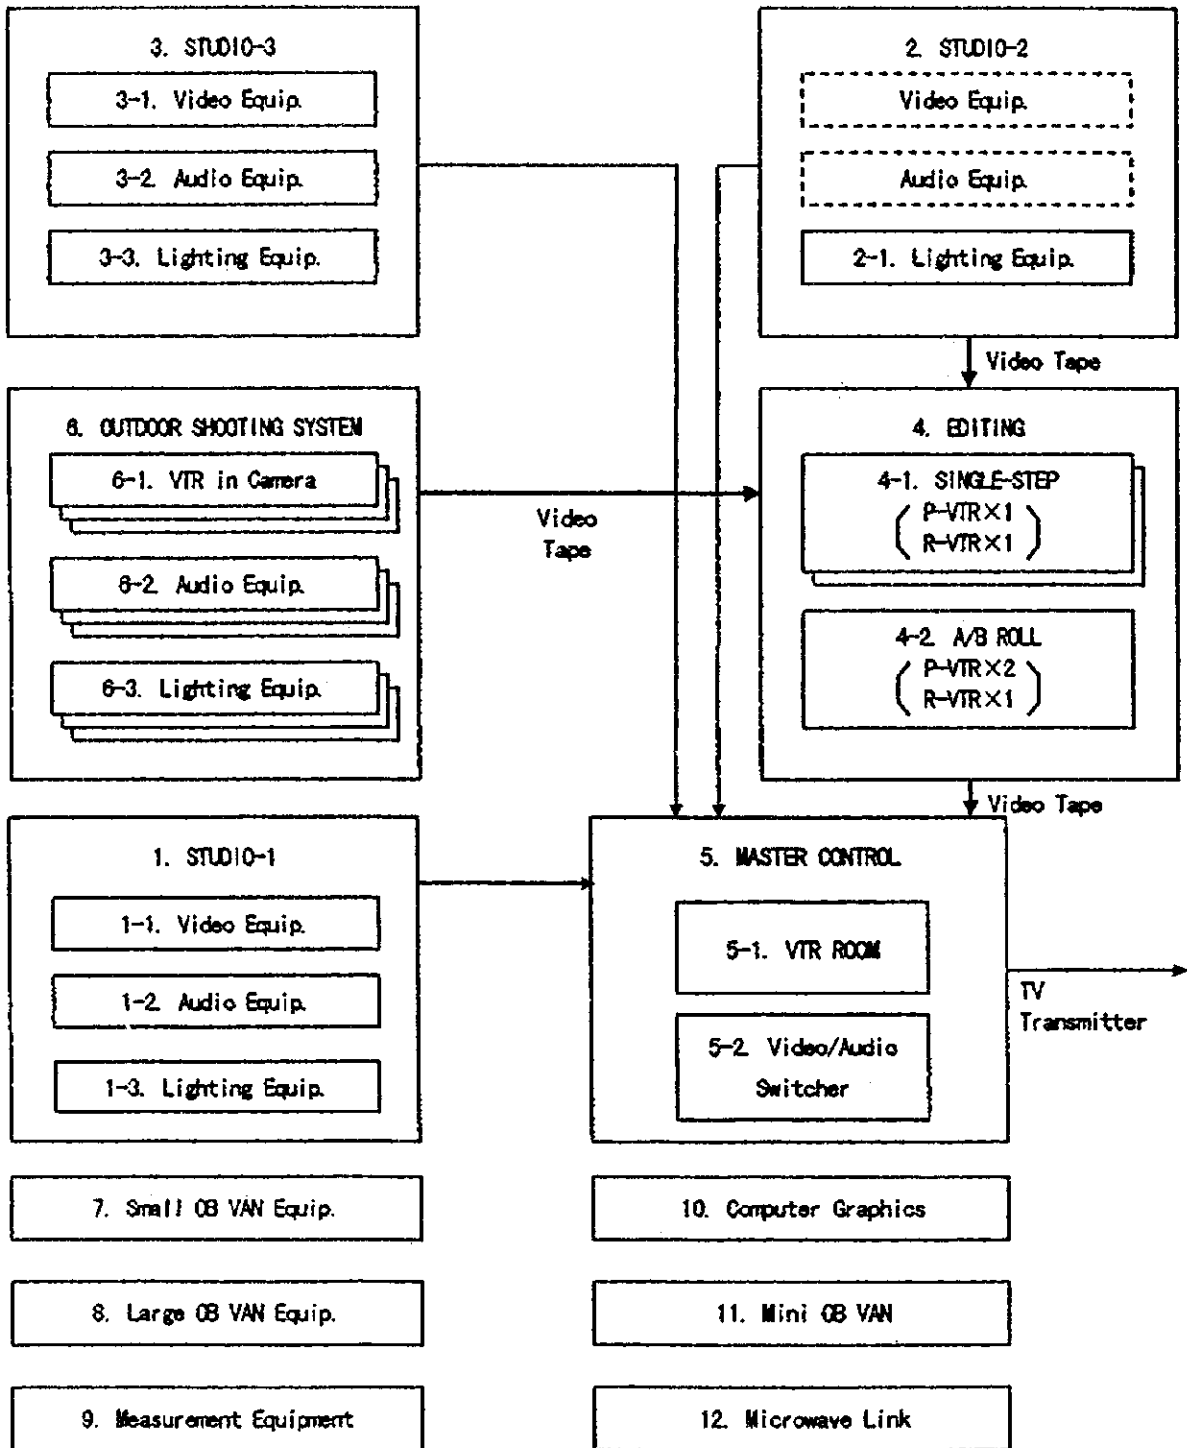 3. STUDIO-3
3-1. Video Equip.
3-2. Audio Equip.
3-3. Lighting Equip.
2. STUDIO-2
Video Equip.
Audio Equip.
2-1. Lighting Equip.
Video Tape
6. OUTDOOR SHOOTING SYSTEM
6-1. VTR in Camera
6-2. Audio Equip.
6-3. Lighting Equip.
Video
Tape
4. EDITING
4-1. SINGLE-STEP
( P-VTR×1
R-VTR×1 )
4-2. A/B ROLL
( P-VTR×2
R-VTR×1 )
Video Tape
1. STUDIO-1
1-1. Video Equip.
1-2. Audio Equip.
1-3. Lighting Equip.
5. MASTER CONTROL
5-1. VTR ROOM
5-2. Video/Audio
Switcher
TV
Transmitter
7. Small OB VAN Equip.
8. Large OB VAN Equip.
9. Measurement Equipment
10. Computer Graphics
11. Mini OB VAN
12. Microwave Link